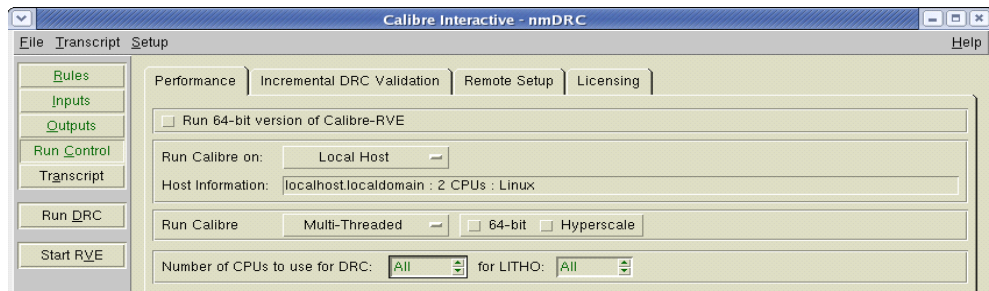 Calibre Interactive - nmDRC
File Transcript Setup Help
Rules
Inputs
Outputs
Run Control
Transcript
Run DRC
Start RVE
Performance Incremental DRC Validation Remote Setup Licensing
Run 64-bit version of Calibre-RVE
Run Calibre on: Local Host
Host Information: localhost.localdomain : 2 CPUs : Linux
Run Calibre Multi-Threaded 64-bit Hyperscale
Number of CPUs to use for DRC: All for LITHO: All